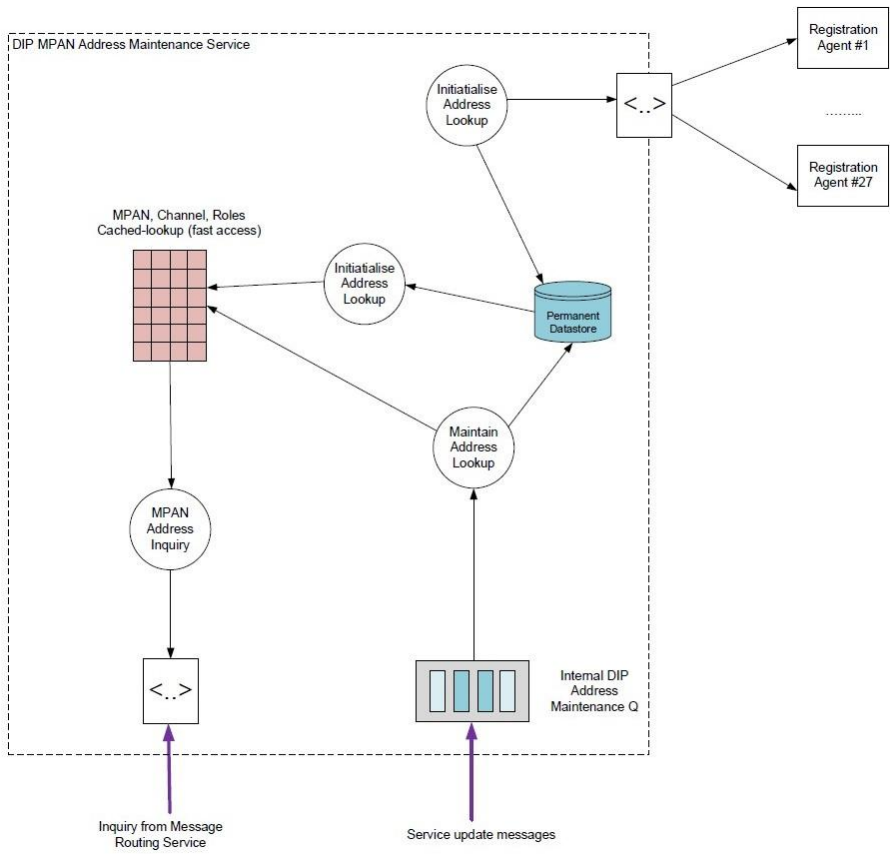 DIP MPAN Address Maintenance Service
Registration
Agent #1
Initiatialise
Address
Lookup
<..>
.........
Registration
Agent #27
MPAN, Channel, Roles
Cached-lookup (fast access)
Initiatialise
Address
Lookup
Permanent
Datastore
Maintain
Address
Lookup
MPAN
Address
Inquiry
<..>
Internal DIP
Address
Maintenance Q
Inquiry from Message
Routing Service
Service update messages